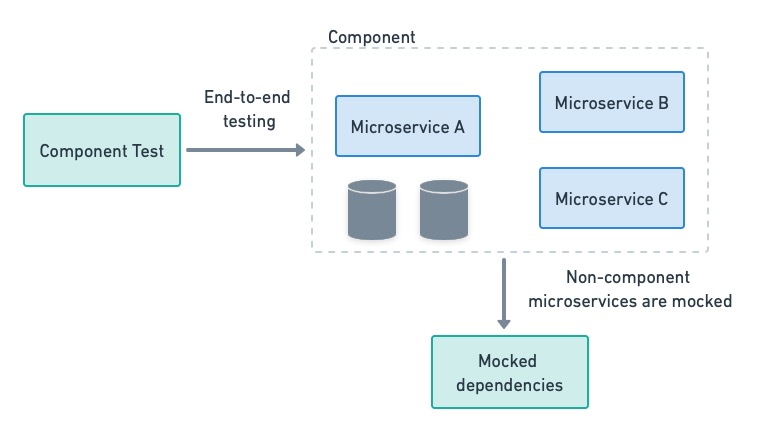 Component
End-to-end
testing
Component Test
Microservice A
Microservice B
Microservice C
Non-component
microservices are mocked
Mocked
dependencies